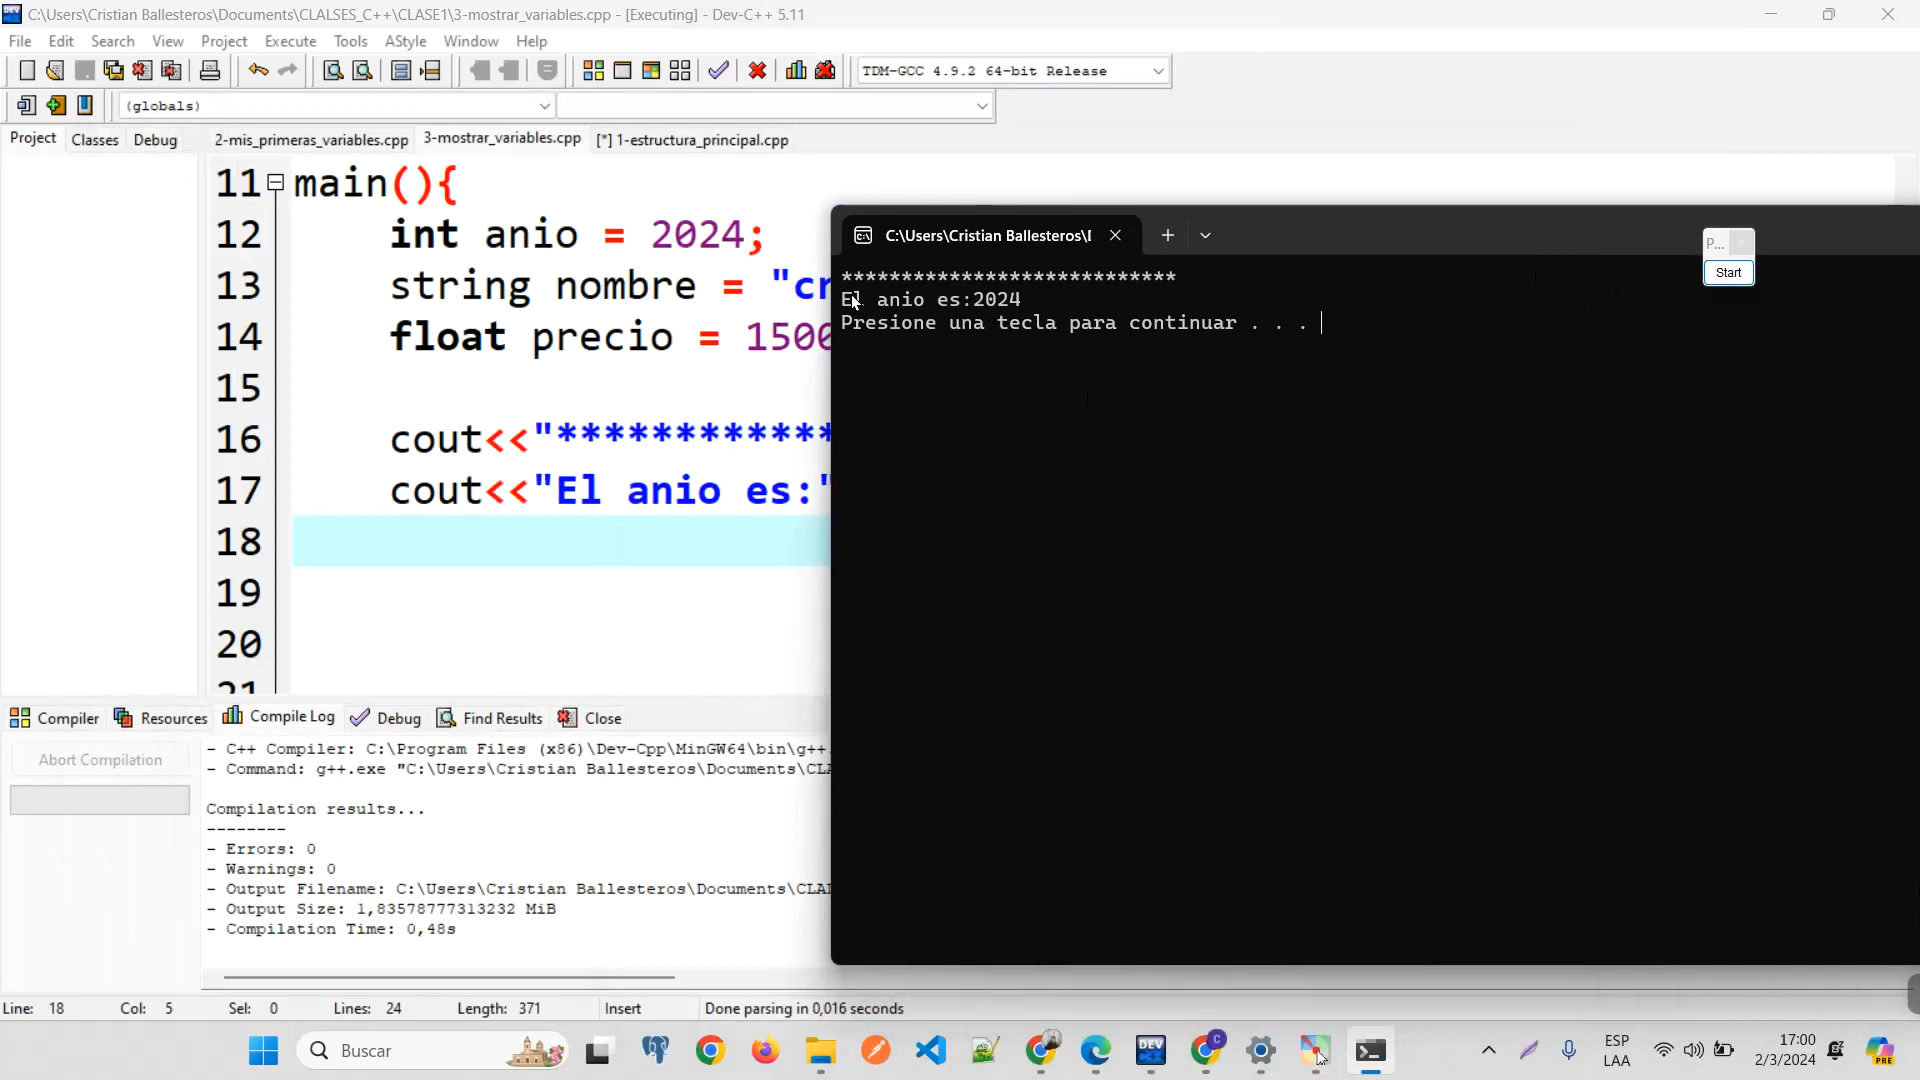 C:\Users\Cristian Ballesteros\Documents\CLALSES_C++\CLASE1\3-mostrar_variables.cpp - [Executing] - Dev-C++ 5.11
File Edit Search View Project Execute Tools AStyle Window Help
TDM-GCC 4.9.2 64-bit Release
(globals)
Project Classes Debug 2-mis_primeras_variables.cpp 3-mostrar_variables.cpp [*] 1-estructura_principal.cpp
11 main(){
12 int anio = 2024;
13 string nombre = "cr
14 float precio = 1500
15
16 cout<<"************
17 cout<<"El anio es:"
18
19
20
21
C:\Users\Cristian Ballesteros\
P...
Start
****************************
El anio es:2024
Presione una tecla para continuar . . .
Compiler Resources Compile Log Debug Find Results Close
Abort Compilation
- C++ Compiler: C:\Program Files (x86)\Dev-Cpp\MinGW64\bin\g++.
- Command: g++.exe "C:\Users\Cristian Ballesteros\Documents\CLA
Compilation results...
--------
- Errors: 0
- Warnings: 0
- Output Filename: C:\Users\Cristian Ballesteros\Documents\CLAL
- Output Size: 1,83578777313232 MiB
- Compilation Time: 0,48s
Line: 18 Col: 5 Sel: 0 Lines: 24 Length: 371 Insert Done parsing in 0,016 seconds
Buscar
DEV
C
ESP
LAA
17:00
2/3/2024
PRE